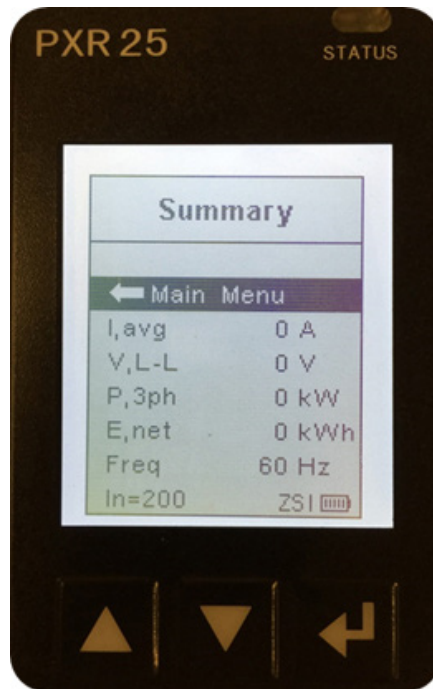 PXR 25
STATUS
Summary
Main Menu
I,avg 0 A
V,L-L 0 V
P,3ph 0 kW
E,net 0 kWh
Freq 60 Hz
In=200 ZSI